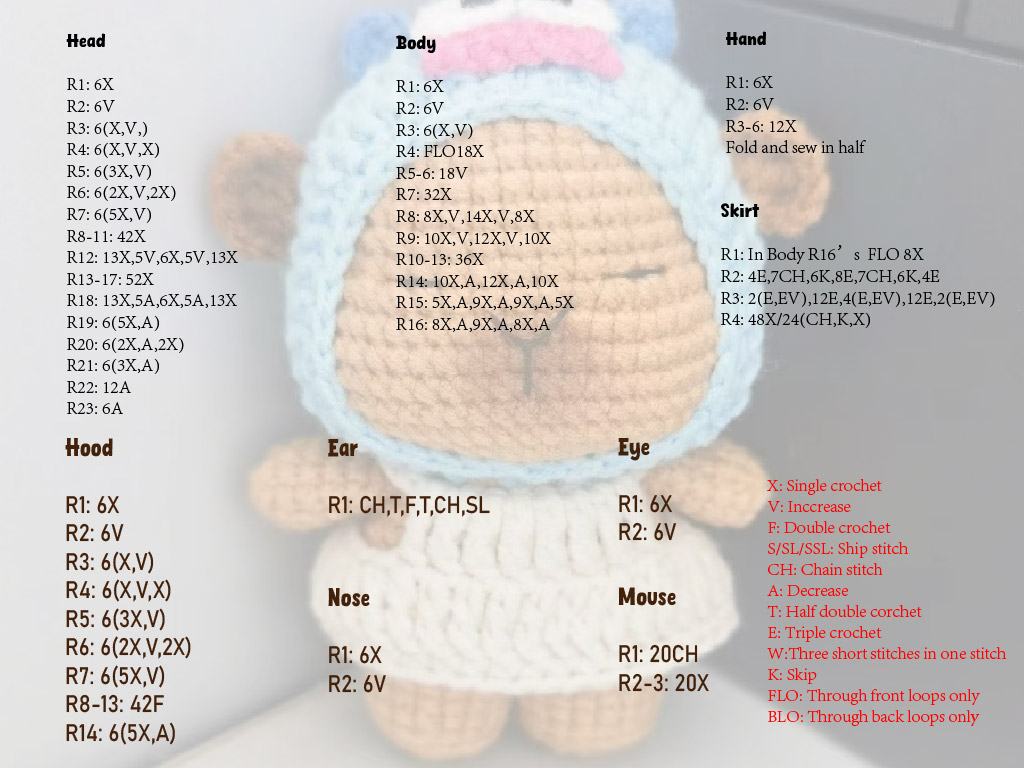 Head
R1: 6X
R2: 6V
R3: 6(X,V,)
R4: 6(X,V,X)
R5: 6(3X,V)
R6: 6(2X,V,2X)
R7: 6(5X,V)
R8-11: 42X
R12: 13X,5V,6X,5V,13X
R13-17: 52X
R18: 13X,5A,6X,5A,13X
R19: 6(5X,A)
R20: 6(2X,A,2X)
R21: 6(3X,A)
R22: 12A
R23: 6A
Body
R1: 6X
R2: 6V
R3: 6(X,V)
R4: FLO18X
R5-6: 18V
R7: 32X
R8: 8X,V,14X,V,8X
R9: 10X,V,12X,V,10X
R10-13: 36X
R14: 10X,A,12X,A,10X
R15: 5X,A,9X,A,9X,A,5X
R16: 8X,A,9X,A,8X,A
Hand
R1: 6X
R2: 6V
R3-6: 12X
Fold and sew in half
Skirt
R1: In Body R16’ s FLO 8X
R2: 4E,7CH,6K,8E,7CH,6K,4E
R3: 2(E,EV),12E,4(E,EV),12E,2(E,EV)
R4: 48X/24(CH,K,X)
Hood
R1: 6X
R2: 6V
R3: 6(X,V)
R4: 6(X,V,X)
R5: 6(3X,V)
R6: 6(2X,V,2X)
R7: 6(5X,V)
R8-13: 42F
R14: 6(5X,A)
Ear
R1: CH,T,F,T,CH,SL
Nose
R1: 6X
R2: 6V
Eye
R1: 6X
R2: 6V
Mouse
R1: 20CH
R2-3: 20X
X: Single crochet
V: Inccrease
F: Double crochet
S/SL/SSL: Ship stitch
CH: Chain stitch
A: Decrease
T: Half double corchet
E: Triple crochet
W:Three short stitches in one stitch
K: Skip
FLO: Through front loops only
BLO: Through back loops only